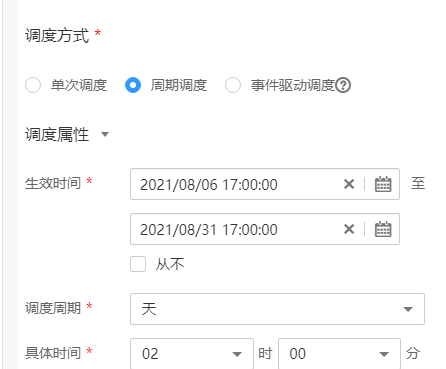 调度方式 *
单次调度 周期调度 事件驱动调度?
调度属性
生效时间 * 2021/08/06 17:00:00 至
2021/08/31 17:00:00
从不
调度周期 * 天
具体时间 * 02 时 00 分